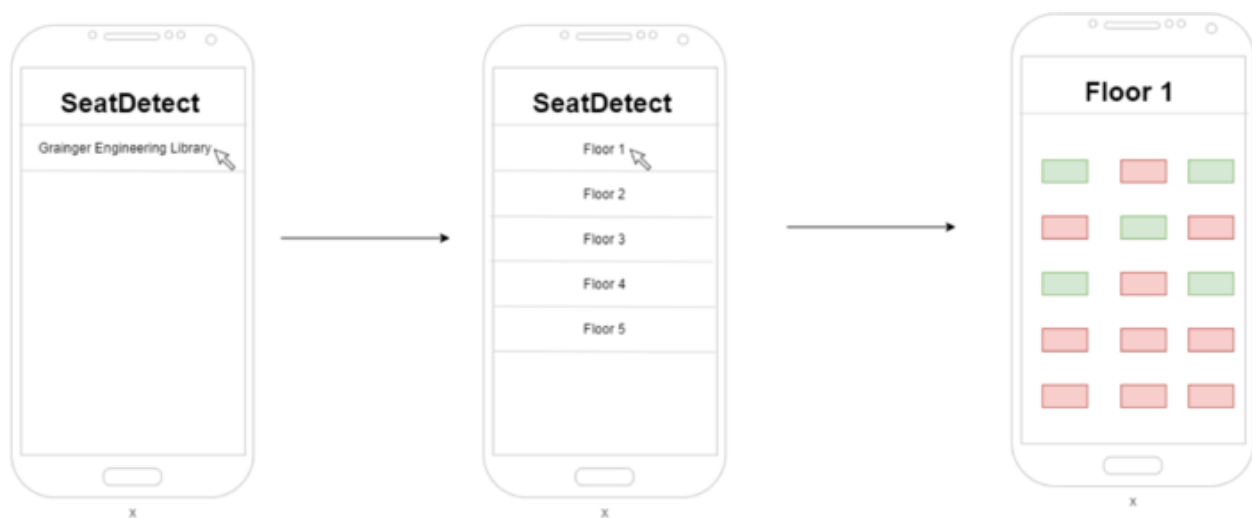 SeatDetect
Grainger Engineering Library
x
SeatDetect
Floor 1
Floor 2
Floor 3
Floor 4
Floor 5
x
Floor 1
x